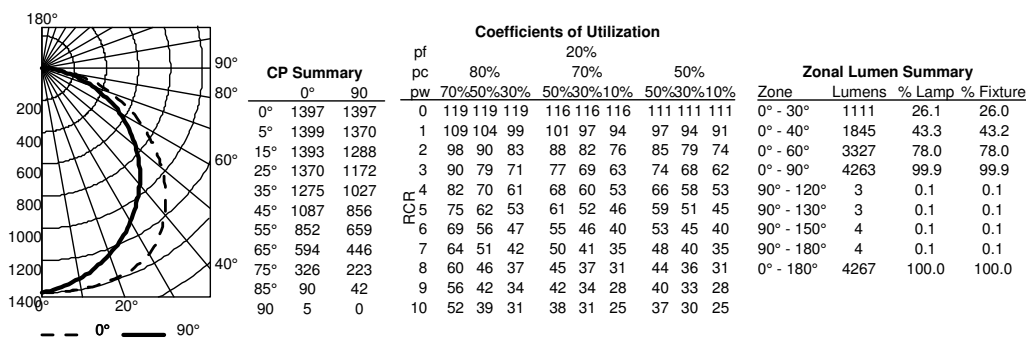 180°
90°
80°
60°
40°
200
400
600
800
1000
1200
1400
0° 20°
0° 90°
CP Summary
0° 90
0° 1397 1397
5° 1399 1370
15° 1393 1288
25° 1370 1172
35° 1275 1027
45° 1087 856
55° 852 659
65° 594 446
75° 326 223
85° 90 42
90 5 0
Coefficients of Utilization
pf 20%
pc 80% 70% 50%
pw 70%50%30% 50%30%10% 50%30%10%
RCR
0 119 119 119 116 116 116 111 111 111
1 109 104 99 101 97 94 97 94 91
2 98 90 83 88 82 76 85 79 74
3 90 79 71 77 69 63 74 68 62
4 82 70 61 68 60 53 66 58 53
5 75 62 53 61 52 46 59 51 45
6 69 56 47 55 46 40 53 45 40
7 64 51 42 50 41 35 48 40 35
8 60 46 37 45 37 31 44 36 31
9 56 42 34 42 34 28 40 33 28
10 52 39 31 38 31 25 37 30 25
Zonal Lumen Summary
Zone Lumens % Lamp % Fixture
0° - 30° 1111 26.1 26.0
0° - 40° 1845 43.3 43.2
0° - 60° 3327 78.0 78.0
0° - 90° 4263 99.9 99.9
90° - 120° 3 0.1 0.1
90° - 130° 3 0.1 0.1
90° - 150° 4 0.1 0.1
90° - 180° 4 0.1 0.1
0° - 180° 4267 100.0 100.0